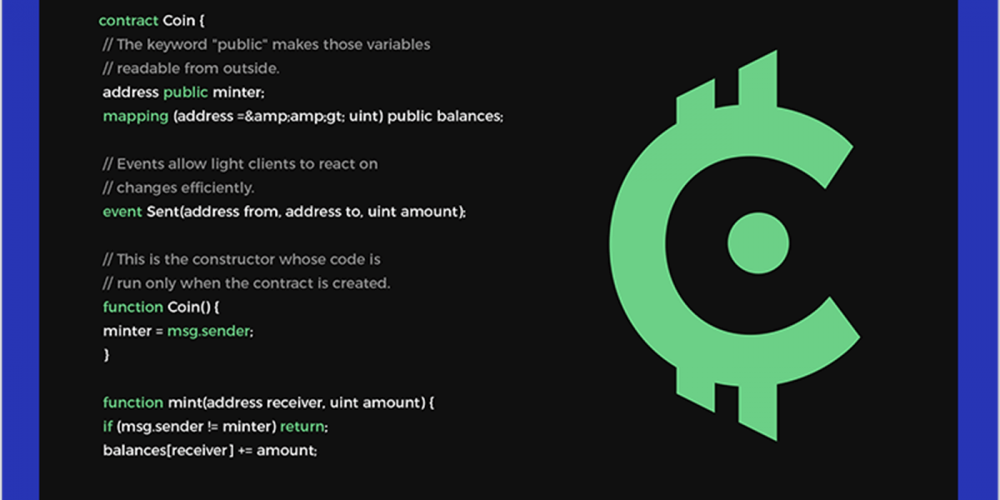 contract Coin {
// The keyword "public" makes those variables
// readable from outside.
address public minter;
mapping (address =&amp;amp;gt; uint) public balances;
// Events allow light clients to react on
// changes efficiently.
event Sent(address from, address to, uint amount);
// This is the constructor whose code is
// run only when the contract is created.
function Coin() {
minter = msg.sender;
}
function mint(address receiver, uint amount) {
if (msg.sender != minter) return;
balances[receiver] += amount;